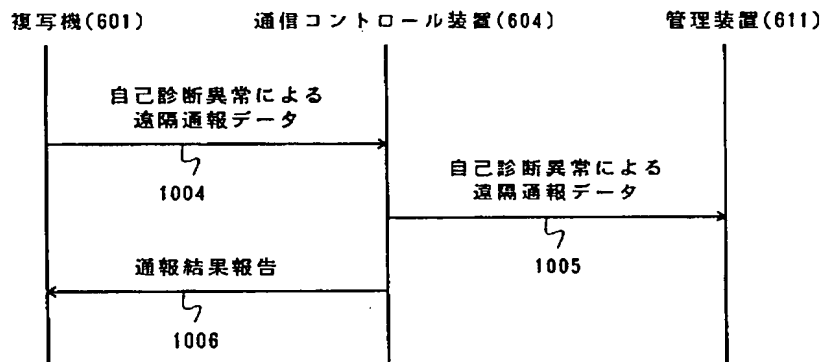 複写機(601)
通信コントロール装置(604)
管理装置(611)
自己診断異常による
遠隔通報データ
1004
自己診断異常による
遠隔通報データ
1005
通報結果報告
1006